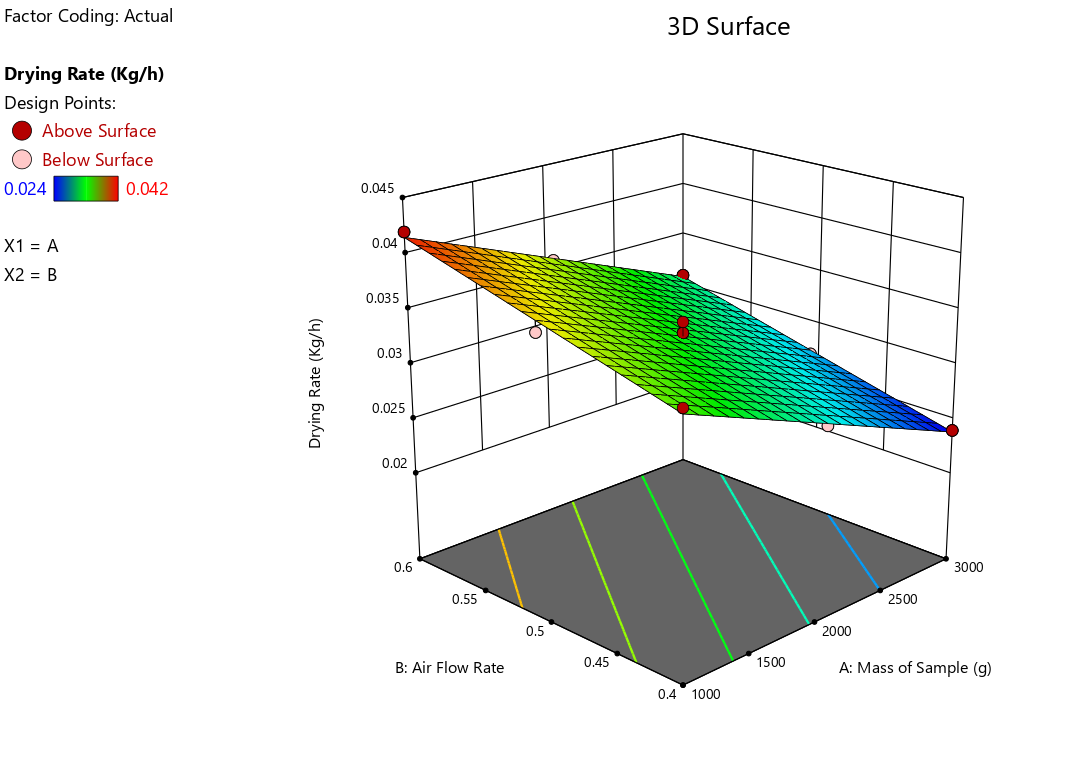 Factor Coding: Actual
3D Surface
Drying Rate (Kg/h)
Design Points:
Above Surface
Below Surface
0.024 0.042
X1 = A
X2 = B
Drying Rate (Kg/h)
0.045
0.04
0.035
0.03
0.025
0.02
0.6
0.55
0.5
0.45
0.4
B: Air Flow Rate
1000
1500
2000
2500
3000
A: Mass of Sample (g)